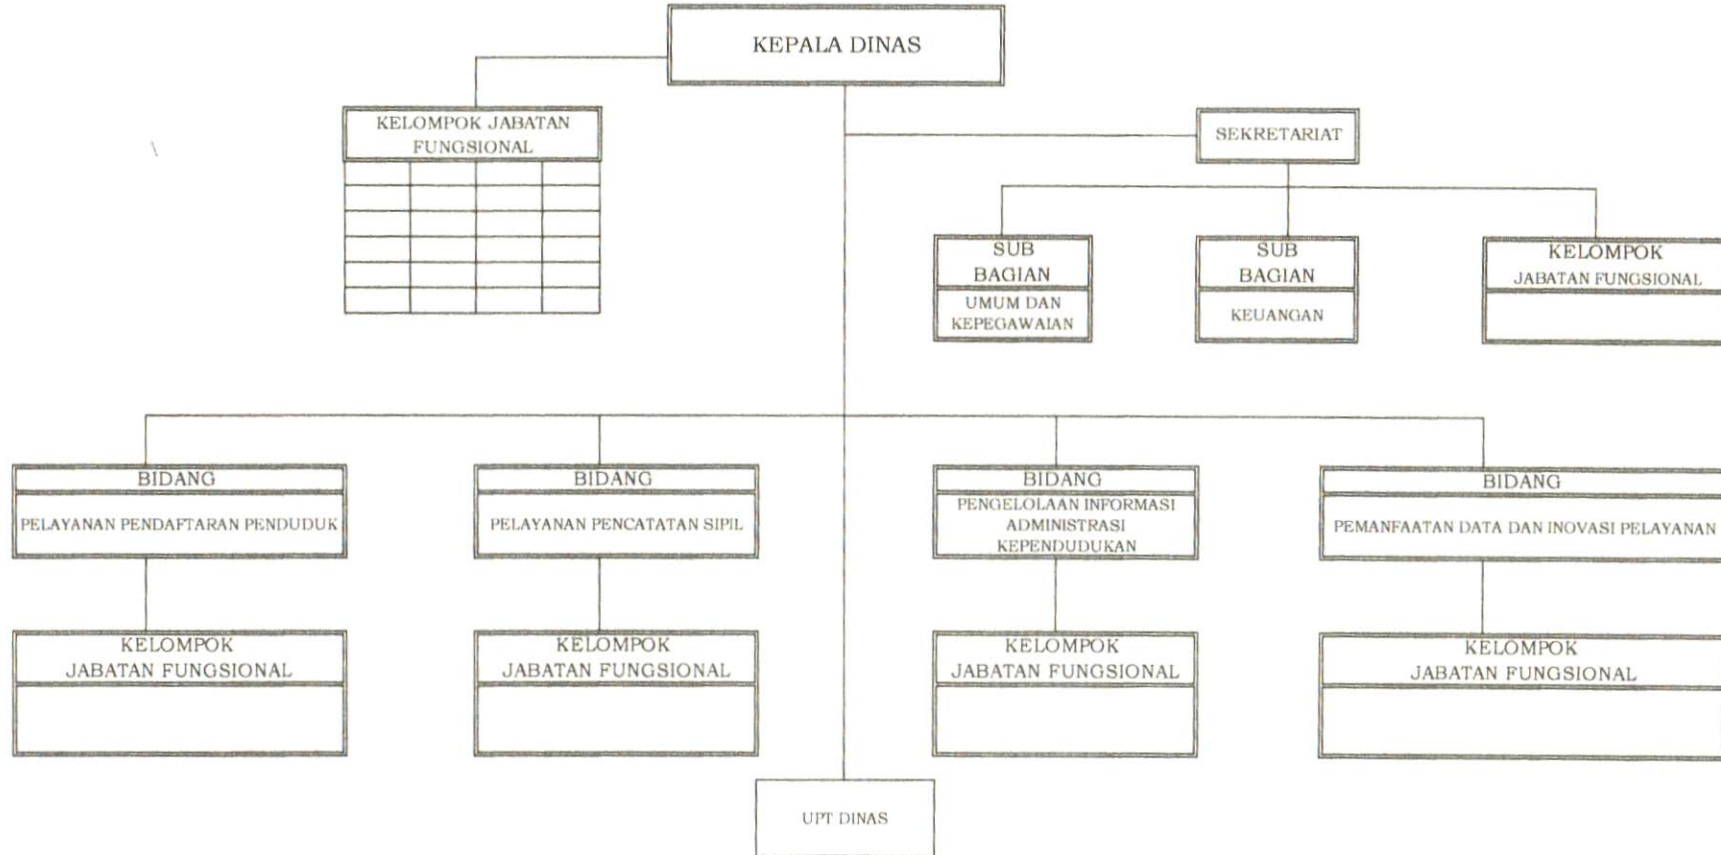 KEPALA DINAS
KELOMPOK JABATAN
FUNGSIONAL
SEKRETARIAT
SUB
BAGIAN
UMUM DAN
KEPEGAWAIAN
SUB
BAGIAN
KEUANGAN
KELOMPOK
JABATAN FUNGSIONAL
BIDANG
PELAYANAN PENDAFTARAN PENDUDUK
BIDANG
PELAYANAN PENCATATAN SIPIL
BIDANG
PENGELOLAAN INFORMASI
ADMINISTRASI
KEPENDUDUKAN
BIDANG
PEMANFAATAN DATA DAN INOVASI PELAYANAN
KELOMPOK
JABATAN FUNGSIONAL
KELOMPOK
JABATAN FUNGSIONAL
KELOMPOK
JABATAN FUNGSIONAL
KELOMPOK
JABATAN FUNGSIONAL
UPT DINAS